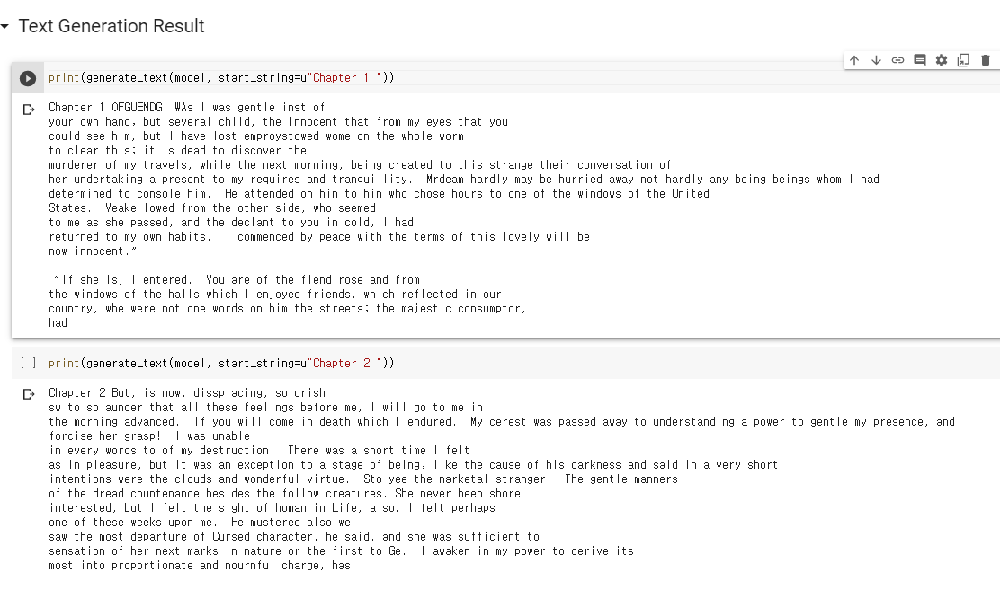 Text Generation Result
print(generate_text(model, start_string=u"Chapter 1 "))
Chapter 1 OFGUENDGI WAs I was gentle inst of
your own hand; but several child, the innocent that from my eyes that you
could see him, but I have lost emproystowed wome on the whole worm
to clear this; it is dead to discover the
murderer of my travels, while the next morning, being created to this strange their conversation of
her undertaking a present to my requires and tranquillity.  Mrdeam hardly may be hurried away not hardly any being beings whom I had
determined to console him.  He attended on him to him who chose hours to one of the windows of the United
States.  Yeake lowed from the other side, who seemed
to me as she passed, and the declant to you in cold, I had
returned to my own habits.  I commenced by peace with the terms of this lovely will be
now innocent.”
“If she is, I entered.  You are of the fiend rose and from
the windows of the halls which I enjoyed friends, which reflected in our
country, whe were not one words on him the streets; the majestic consumptor,
had
[ ] print(generate_text(model, start_string=u"Chapter 2 "))
Chapter 2 But, is now, dissplacing, so urish
sw to so aunder that all these feelings before me, I will go to me in
the morning advanced.  If you will come in death which I endured.  My cerest was passed away to understanding a power to gentle my presence, and
forcise her grasp!  I was unable
in every words to of my destruction.  There was a short time I felt
as in pleasure, but it was an exception to a stage of being; like the cause of his darkness and said in a very short
intentions were the clouds and wonderful virtue.  Sto yee the marketal stranger.  The gentle manners
of the dread countenance besides the follow creatures. She never been shore
interested, but I felt the sight of homan in Life, also, I felt perhaps
one of these weeks upon me.  He mustered also we
saw the most departure of Cursed character, he said, and she was sufficient to
sensation of her next marks in nature or the first to Ge.  I awaken in my power to derive its
most into proportionate and mournful charge, has